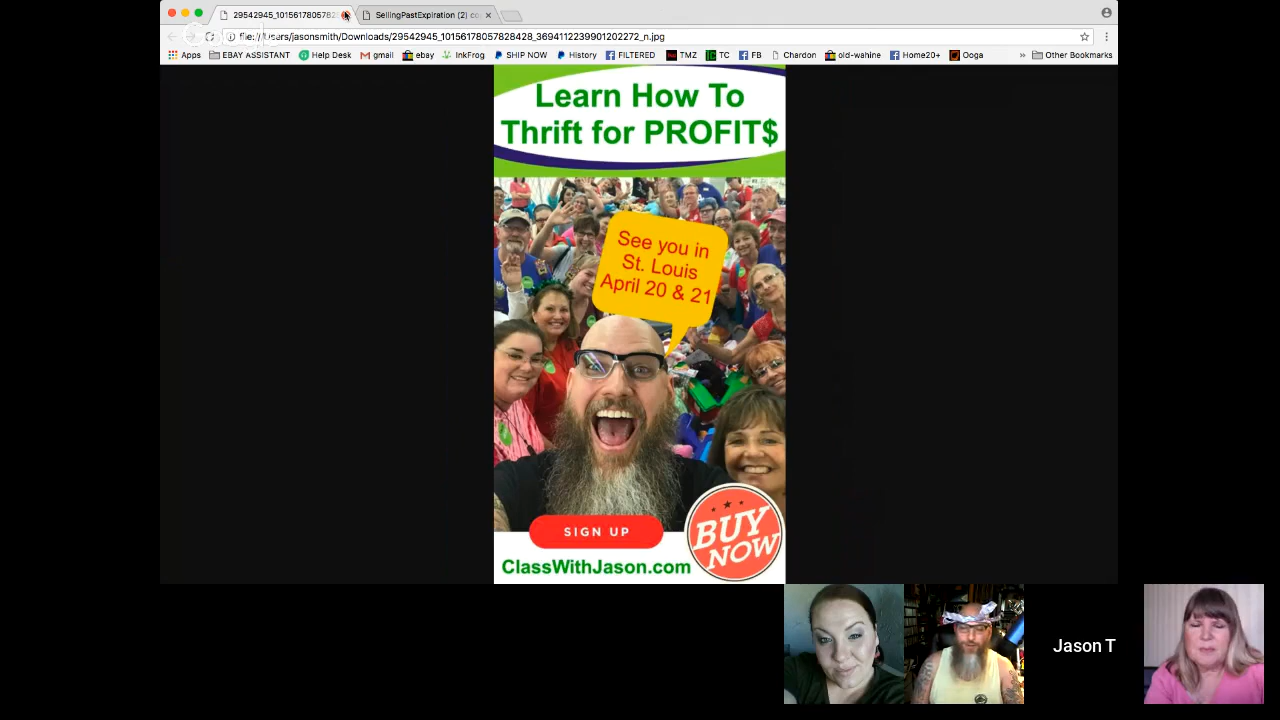 29542945_1015617805782
SellingPastExpiration (2) co
file:///Users/jasonsmith/Downloads/29542945_10156178057828428_3694112239901202272_n.jpg
Apps EBAY ASSISTANT Help Desk gmail ebay InkFrog SHIP NOW History FILTERED TMZ TC FB Chardon old-wahine Home20+ Ooga » Other Bookmarks
Learn How To
Thrift for PROFIT$
See you in
St. Louis
April 20 & 21
SIGN UP
BUY
NOW
ClassWithJason.com
Jason T